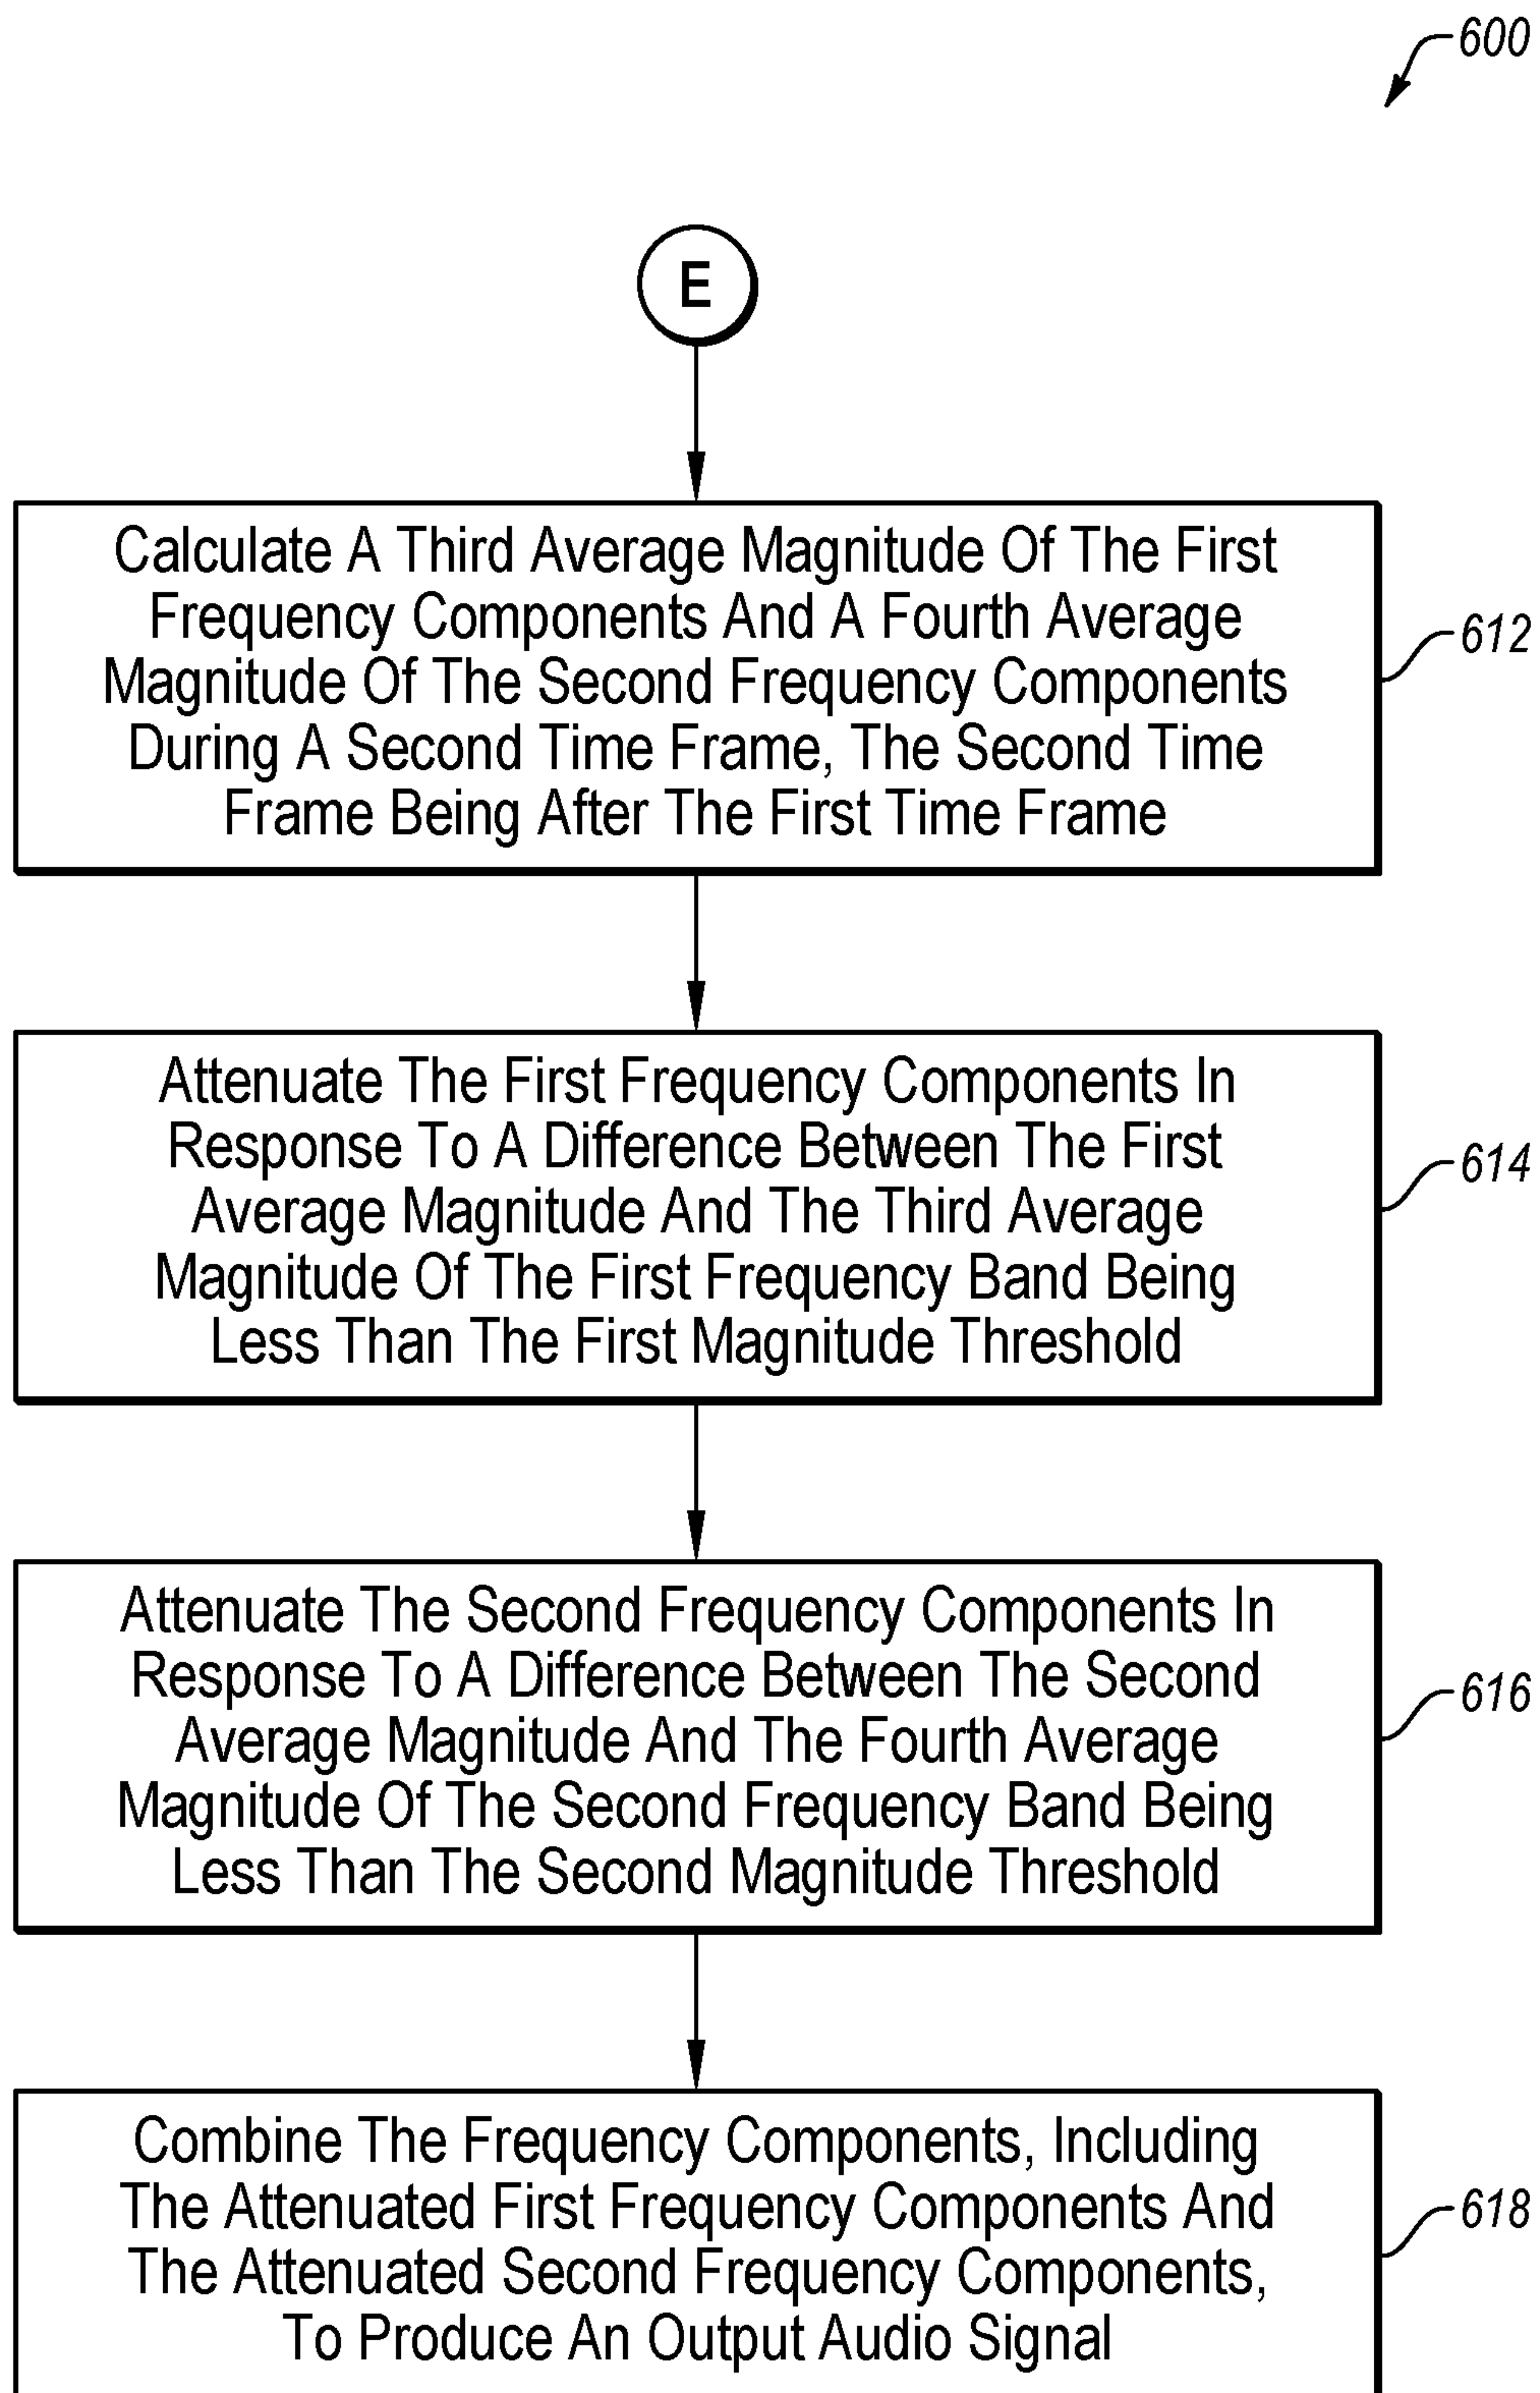 600
E
Calculate A Third Average Magnitude Of The First
Frequency Components And A Fourth Average
Magnitude Of The Second Frequency Components
During A Second Time Frame, The Second Time
Frame Being After The First Time Frame
612
Attenuate The First Frequency Components In
Response To A Difference Between The First
Average Magnitude And The Third Average
Magnitude Of The First Frequency Band Being
Less Than The First Magnitude Threshold
614
Attenuate The Second Frequency Components In
Response To A Difference Between The Second
Average Magnitude And The Fourth Average
Magnitude Of The Second Frequency Band Being
Less Than The Second Magnitude Threshold
616
Combine The Frequency Components, Including
The Attenuated First Frequency Components And
The Attenuated Second Frequency Components,
To Produce An Output Audio Signal
618